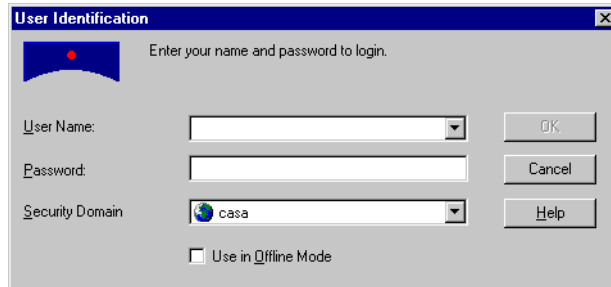 User Identification
Enter your name and password to login.
User Name:
OK
Password:
Cancel
Security Domain
casa
Help
Use in Offline Mode